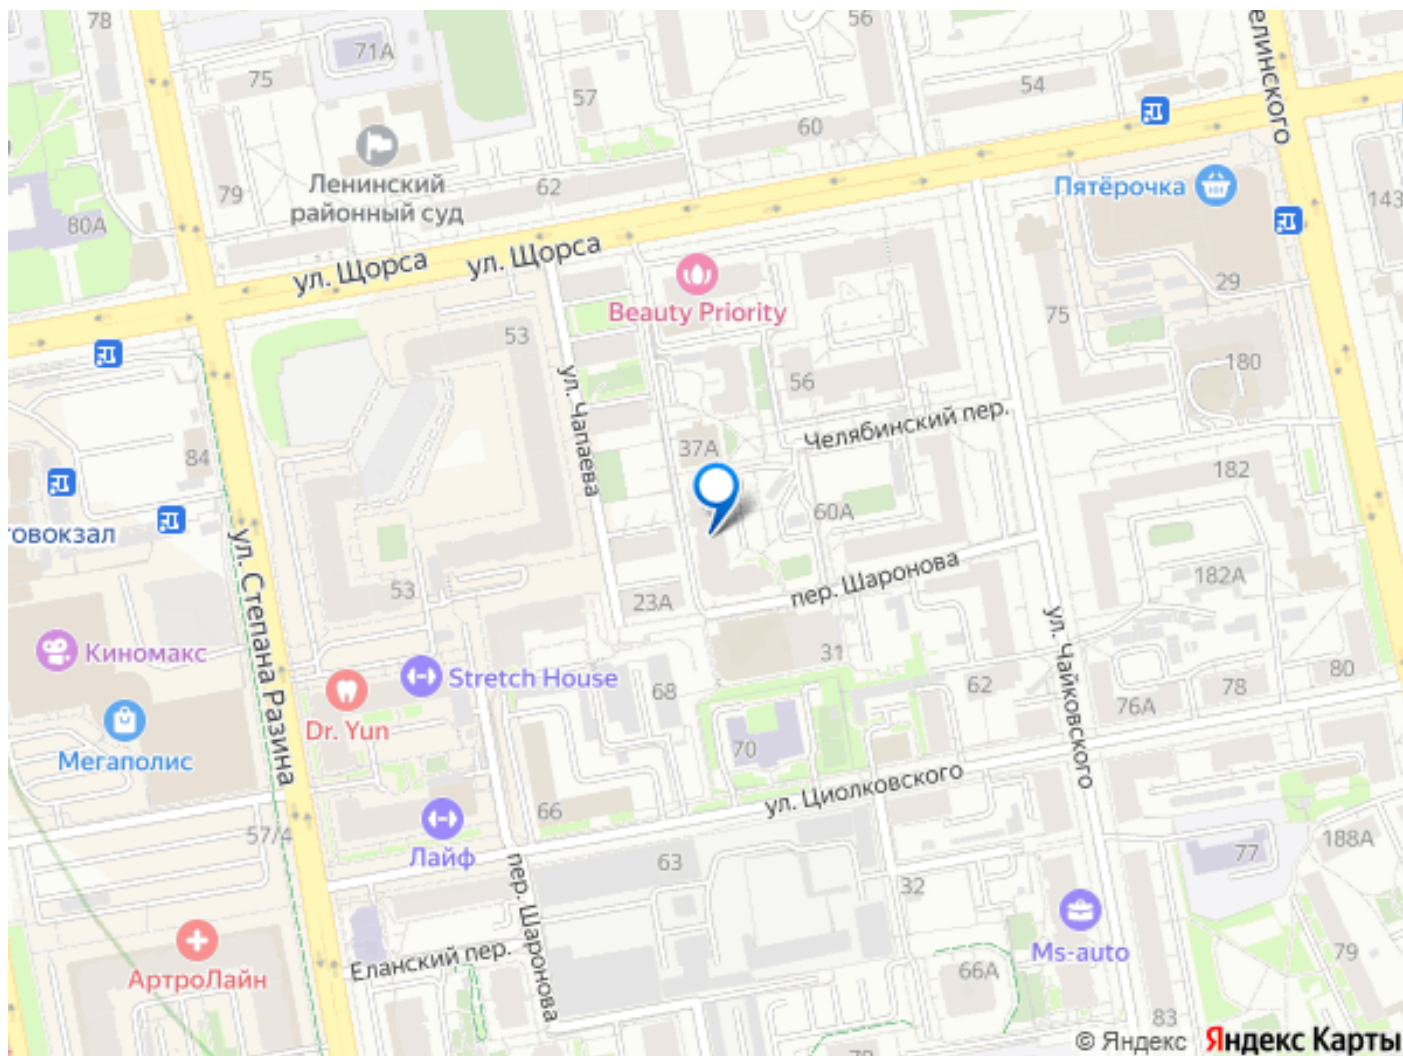 78
56
71А
75
57
54
60
елинского
Ленинский
районный суд
79
62
Пятёрочка
143
80А
ул. Щорса
ул. Щорса
29
Beauty Priority
53
75
ул. Чапаева
56
180
Челябинский пер.
84
37А
182
товокзал
60А
ул. Степана Разина
53
23А
пер. Шаронова
182А
ул. Чайковского
Киномакс
Stretch House
68
31
62
80
78
76А
Dr. Yun
Мегаполис
70
ул. Циолковского
66
57/4
Лайф
63
77
188А
32
пер. Шаронова
Еланский пер.
АртроЛайн
Ms-auto
66А
79
83
© Яндекс Яндекс Карты